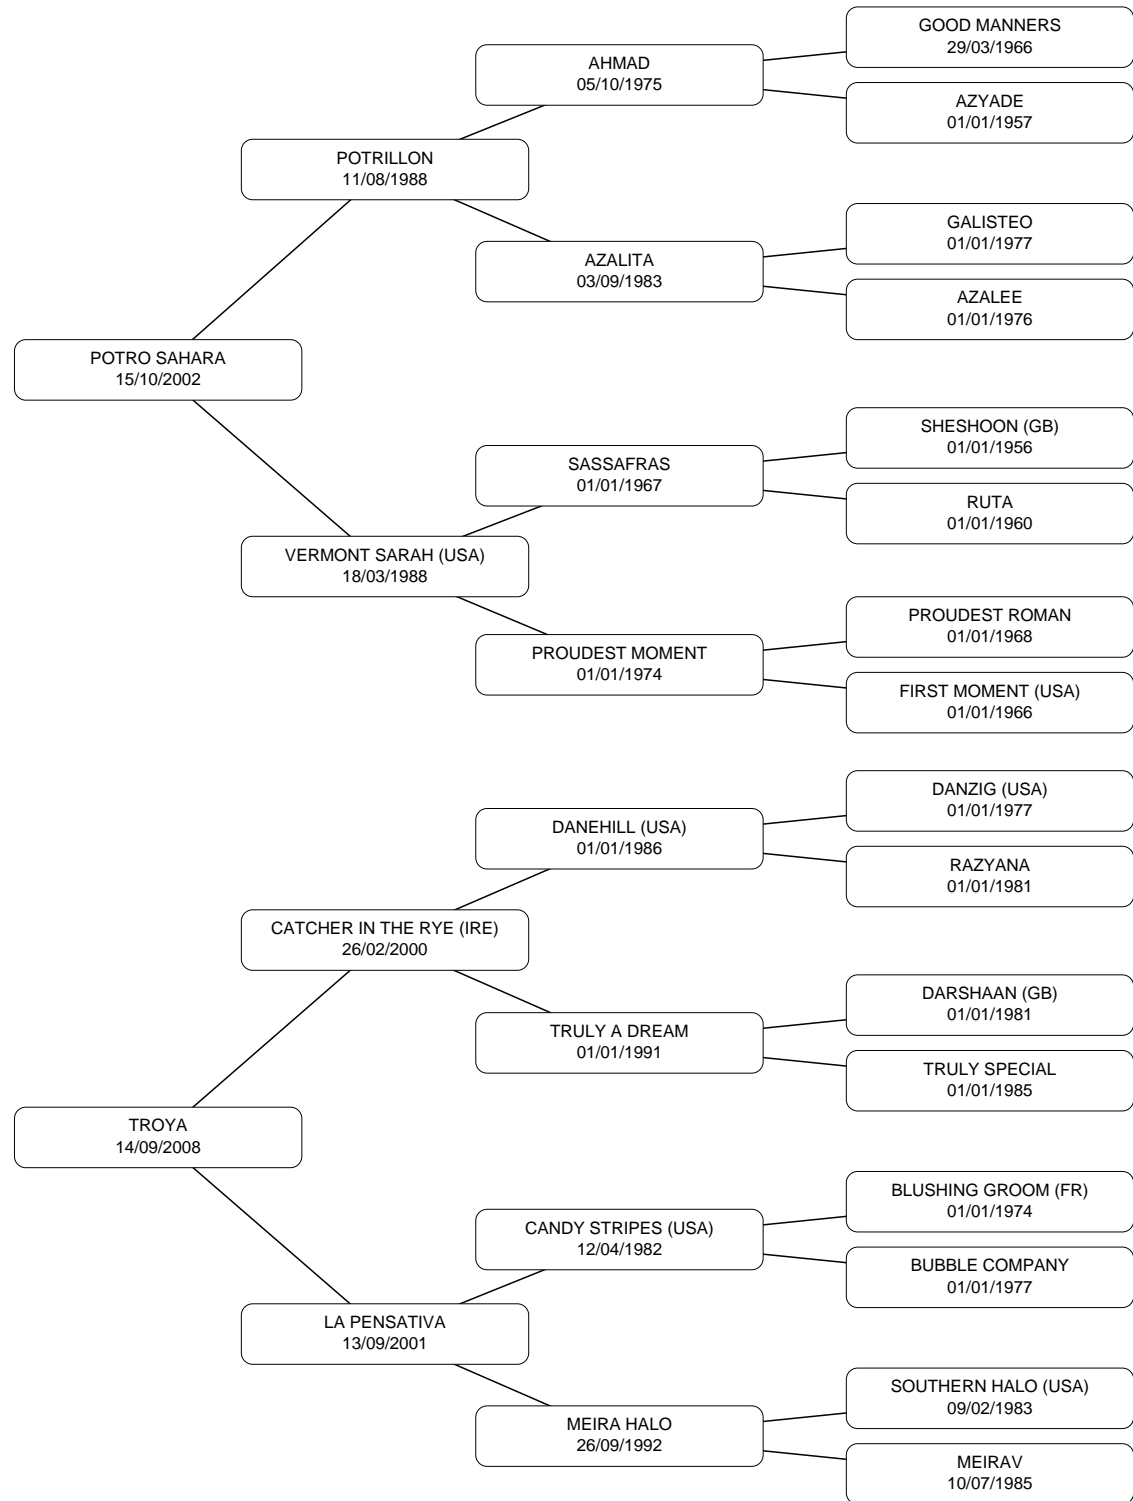 GOOD MANNERS
29/03/1966
AHMAD
05/10/1975
AZYADE
01/01/1957
POTRILLON
11/08/1988
GALISTEO
01/01/1977
AZALITA
03/09/1983
AZALEE
01/01/1976
POTRO SAHARA
15/10/2002
SHESHOON (GB)
01/01/1956
SASSAFRAS
01/01/1967
RUTA
01/01/1960
VERMONT SARAH (USA)
18/03/1988
PROUDEST ROMAN
01/01/1968
PROUDEST MOMENT
01/01/1974
FIRST MOMENT (USA)
01/01/1966
DANZIG (USA)
01/01/1977
DANEHILL (USA)
01/01/1986
RAZYANA
01/01/1981
CATCHER IN THE RYE (IRE)
26/02/2000
DARSHAAN (GB)
01/01/1981
TRULY A DREAM
01/01/1991
TRULY SPECIAL
01/01/1985
TROYA
14/09/2008
BLUSHING GROOM (FR)
01/01/1974
CANDY STRIPES (USA)
12/04/1982
BUBBLE COMPANY
01/01/1977
LA PENSATIVA
13/09/2001
SOUTHERN HALO (USA)
09/02/1983
MEIRA HALO
26/09/1992
MEIRAV
10/07/1985